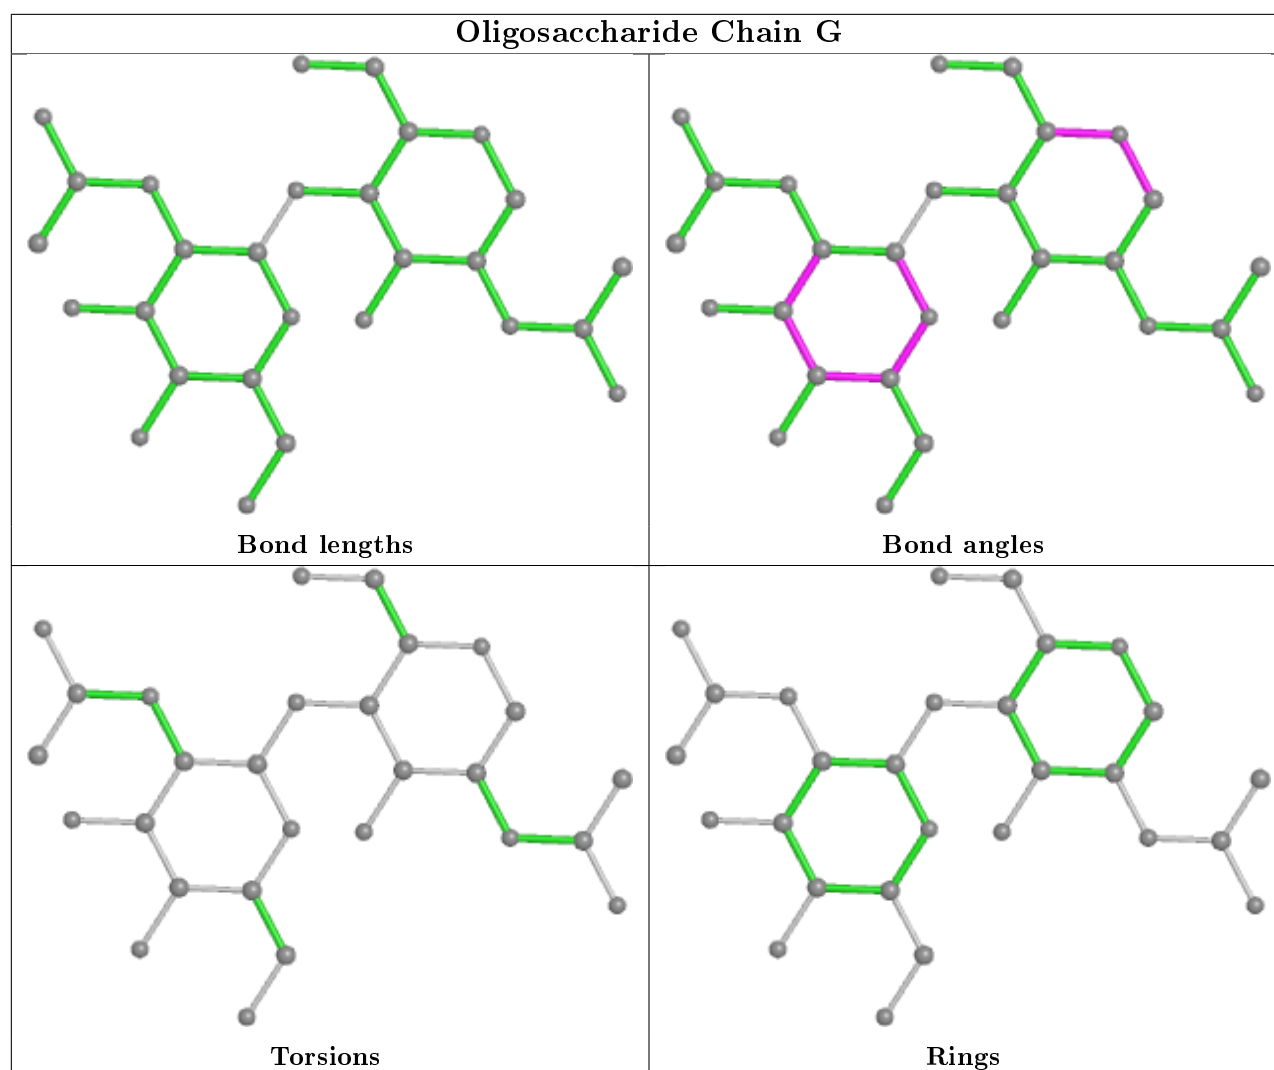 Oligosaccharide Chain G
Bond lengths
Bond angles
Torsions
Rings